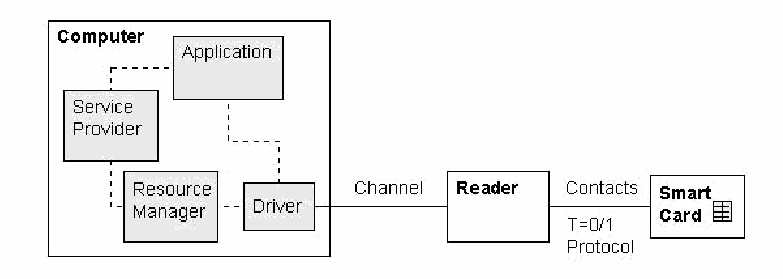 Computer
Application
Service
Provider
Resource
Manager
Driver
Channel
Reader
Contacts
T=0/1
Protocol
Smart
Card